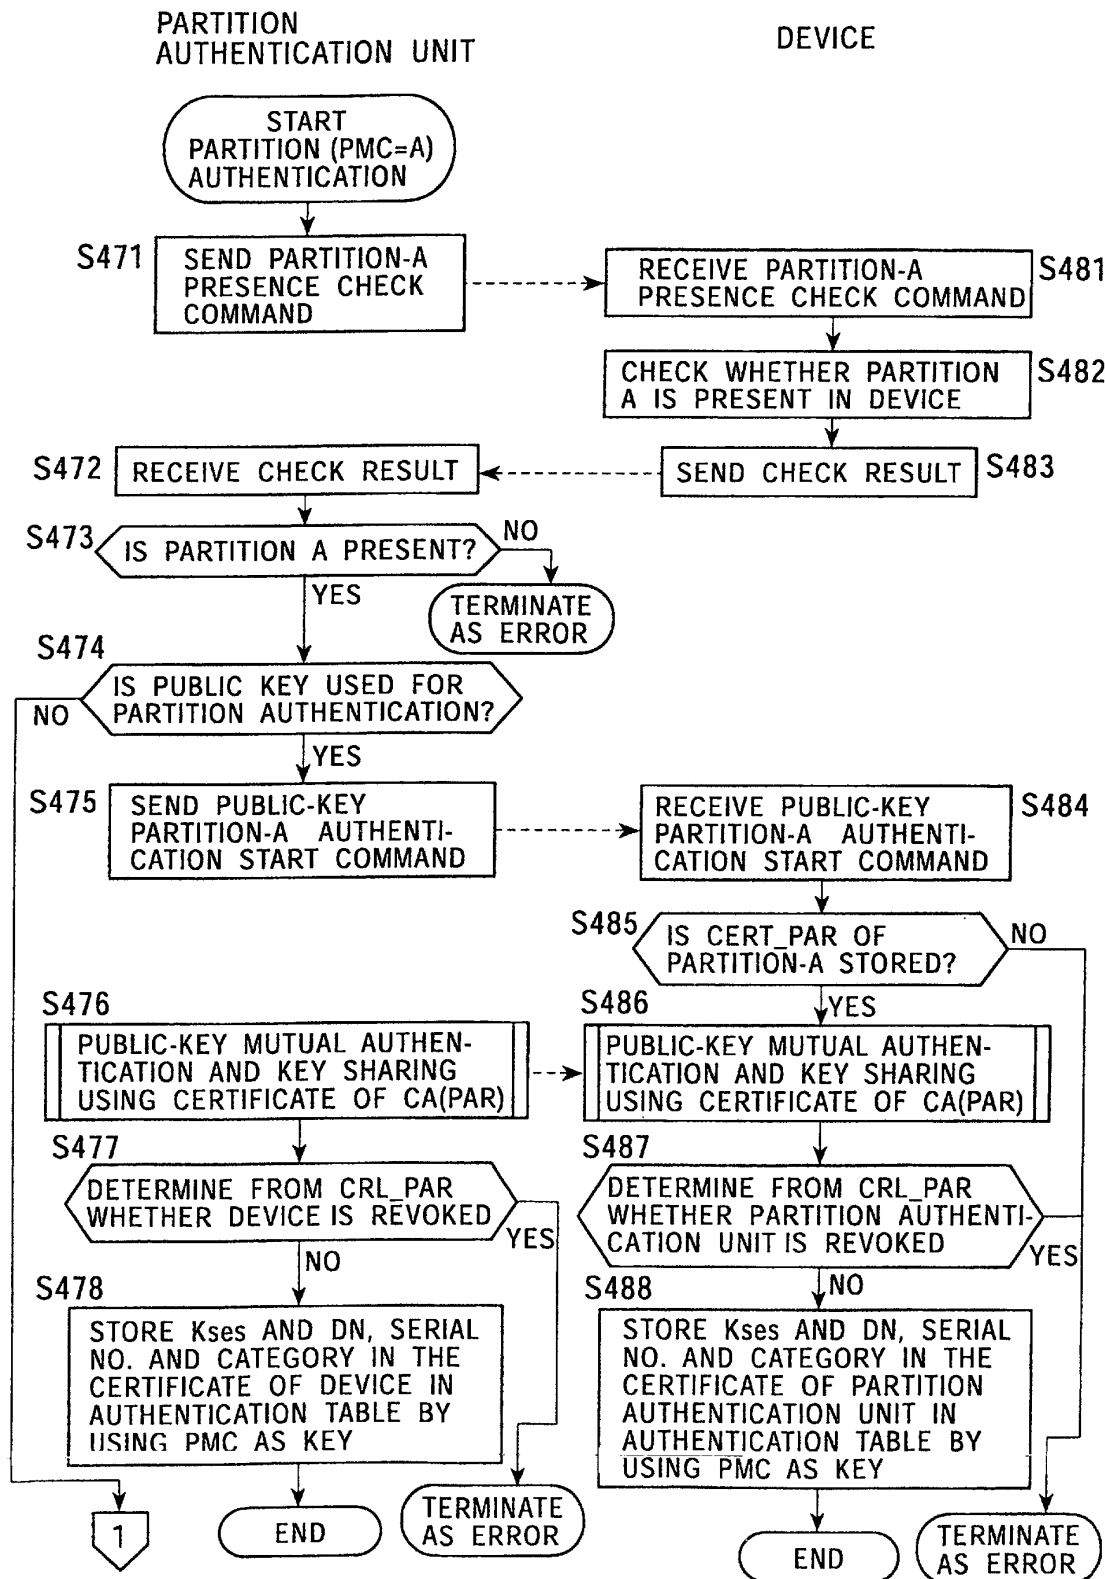 PARTITION
AUTHENTICATION UNIT
DEVICE
START
PARTITION (PMC=A)
AUTHENTICATION
S471
SEND PARTITION-A
PRESENCE CHECK
COMMAND
RECEIVE PARTITION-A
PRESENCE CHECK COMMAND
S481
CHECK WHETHER PARTITION
A IS PRESENT IN DEVICE
S482
S472
RECEIVE CHECK RESULT
SEND CHECK RESULT
S483
S473
IS PARTITION A PRESENT?
NO
YES
TERMINATE
AS ERROR
S474
IS PUBLIC KEY USED FOR
PARTITION AUTHENTICATION?
NO
YES
S475
SEND PUBLIC-KEY
PARTITION-A AUTHENTI-
CATION START COMMAND
RECEIVE PUBLIC-KEY
PARTITION-A AUTHENTI-
CATION START COMMAND
S484
S485
IS CERT_PAR OF
PARTITION-A STORED?
NO
YES
S476
PUBLIC-KEY MUTUAL AUTHEN-
TICATION AND KEY SHARING
USING CERTIFICATE OF CA(PAR)
S486
PUBLIC-KEY MUTUAL AUTHEN-
TICATION AND KEY SHARING
USING CERTIFICATE OF CA(PAR)
S477
DETERMINE FROM CRL_PAR
WHETHER DEVICE IS REVOKED
YES
NO
S487
DETERMINE FROM CRL_PAR
WHETHER PARTITION AUTHENTI-
CATION UNIT IS REVOKED
YES
NO
S478
STORE Kses AND DN, SERIAL
NO. AND CATEGORY IN THE
CERTIFICATE OF DEVICE IN
AUTHENTICATION TABLE BY
USING PMC AS KEY
S488
STORE Kses AND DN, SERIAL
NO. AND CATEGORY IN THE
CERTIFICATE OF PARTITION
AUTHENTICATION UNIT IN
AUTHENTICATION TABLE BY
USING PMC AS KEY
1
END
TERMINATE
AS ERROR
END
TERMINATE
AS ERROR